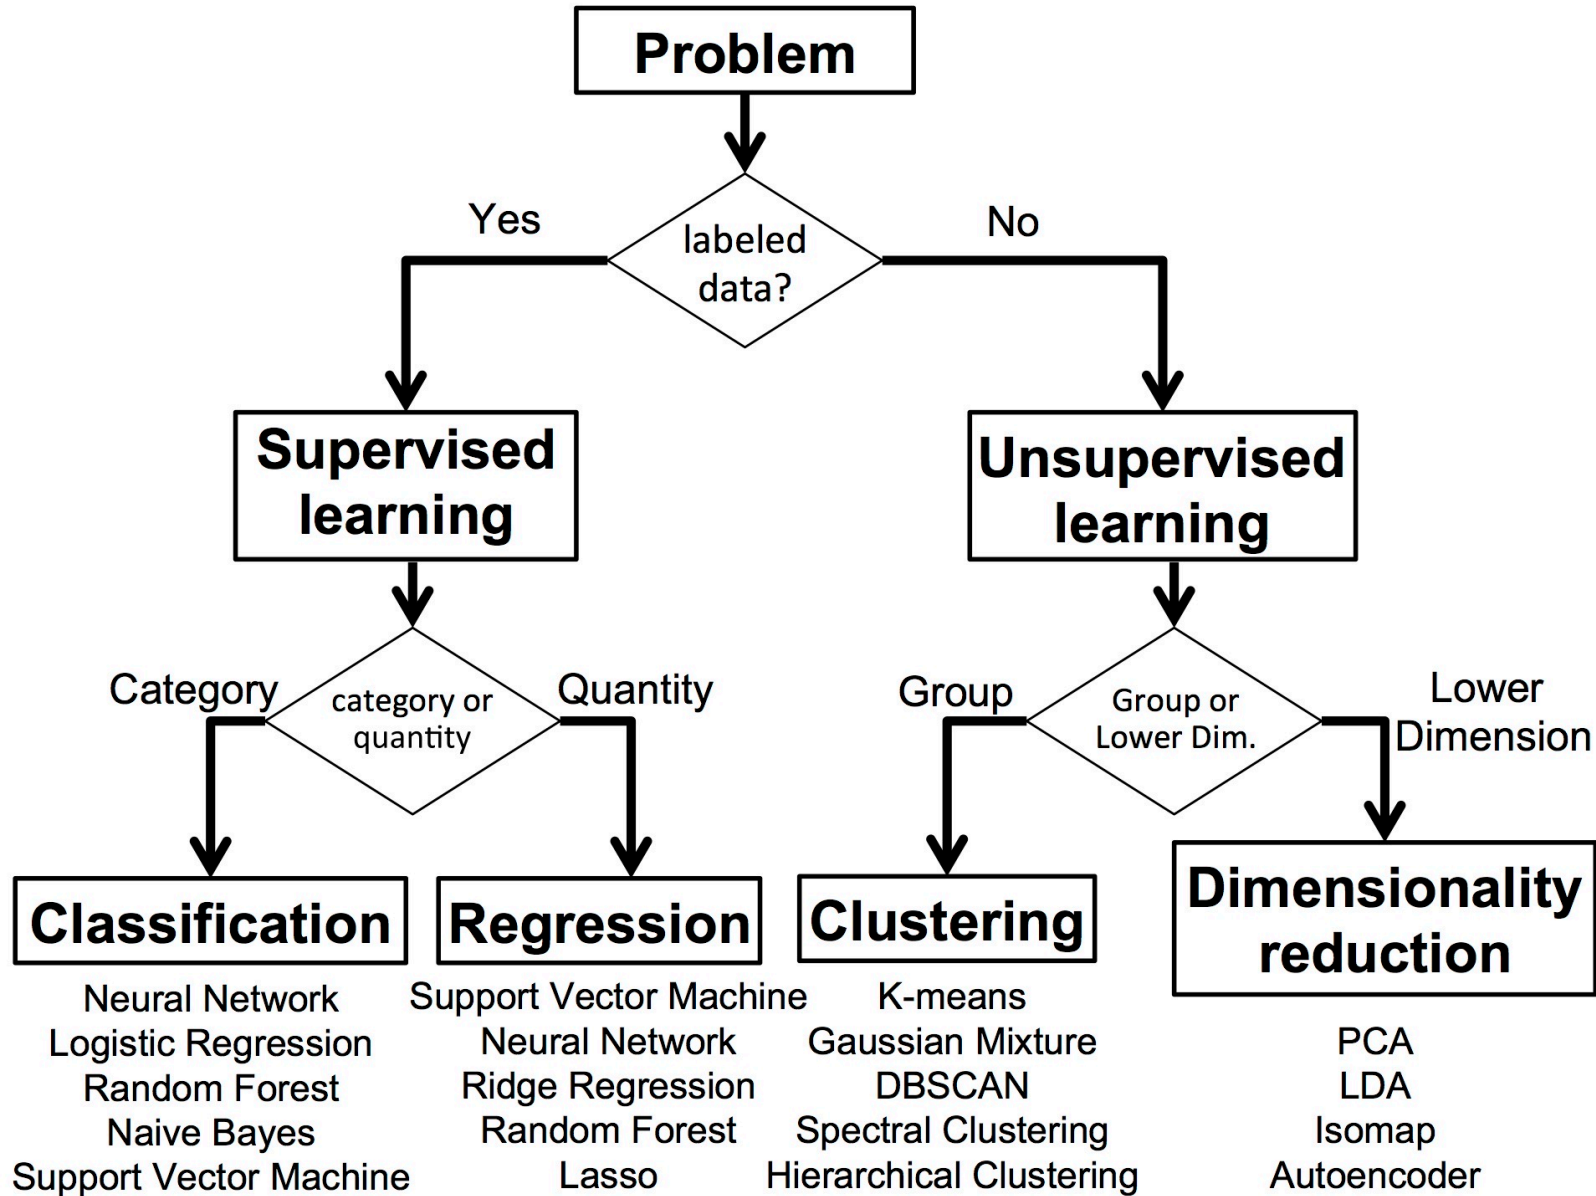 Problem
Yes
labeled
data?
No
Supervised
learning
Unsupervised
learning
Category
category or
quantity
Quantity
Group
Group or
Lower Dim.
Lower
Dimension
Classification
Neural Network
Logistic Regression
Random Forest
Naive Bayes
Support Vector Machine
Regression
Support Vector Machine
Neural Network
Ridge Regression
Random Forest
Lasso
Clustering
K-means
Gaussian Mixture
DBSCAN
Spectral Clustering
Hierarchical Clustering
Dimensionality
reduction
PCA
LDA
Isomap
Autoencoder